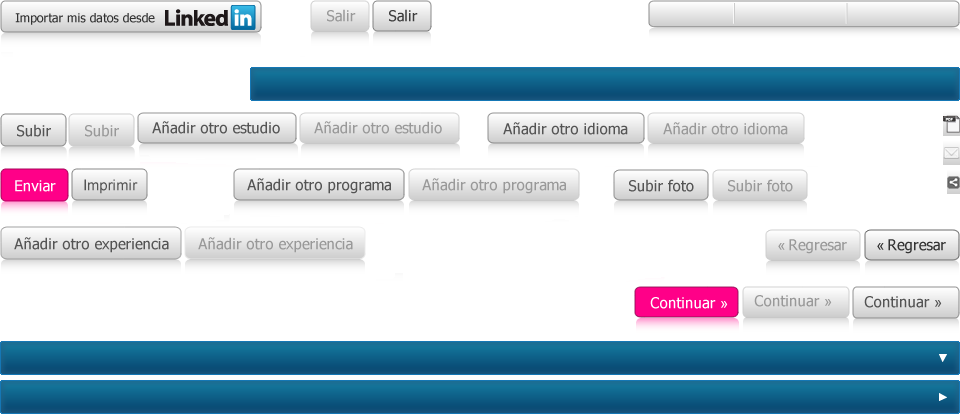 Importar mis datos desde LinkedIn
Salir
Salir
Subir
Subir
Añadir otro estudio
Añadir otro estudio
Añadir otro idioma
Añadir otro idioma
PDF
Enviar
Imprimir
Añadir otro programa
Añadir otro programa
Subir foto
Subir foto
Añadir otro experiencia
Añadir otro experiencia
« Regresar
« Regresar
Continuar »
Continuar »
Continuar »